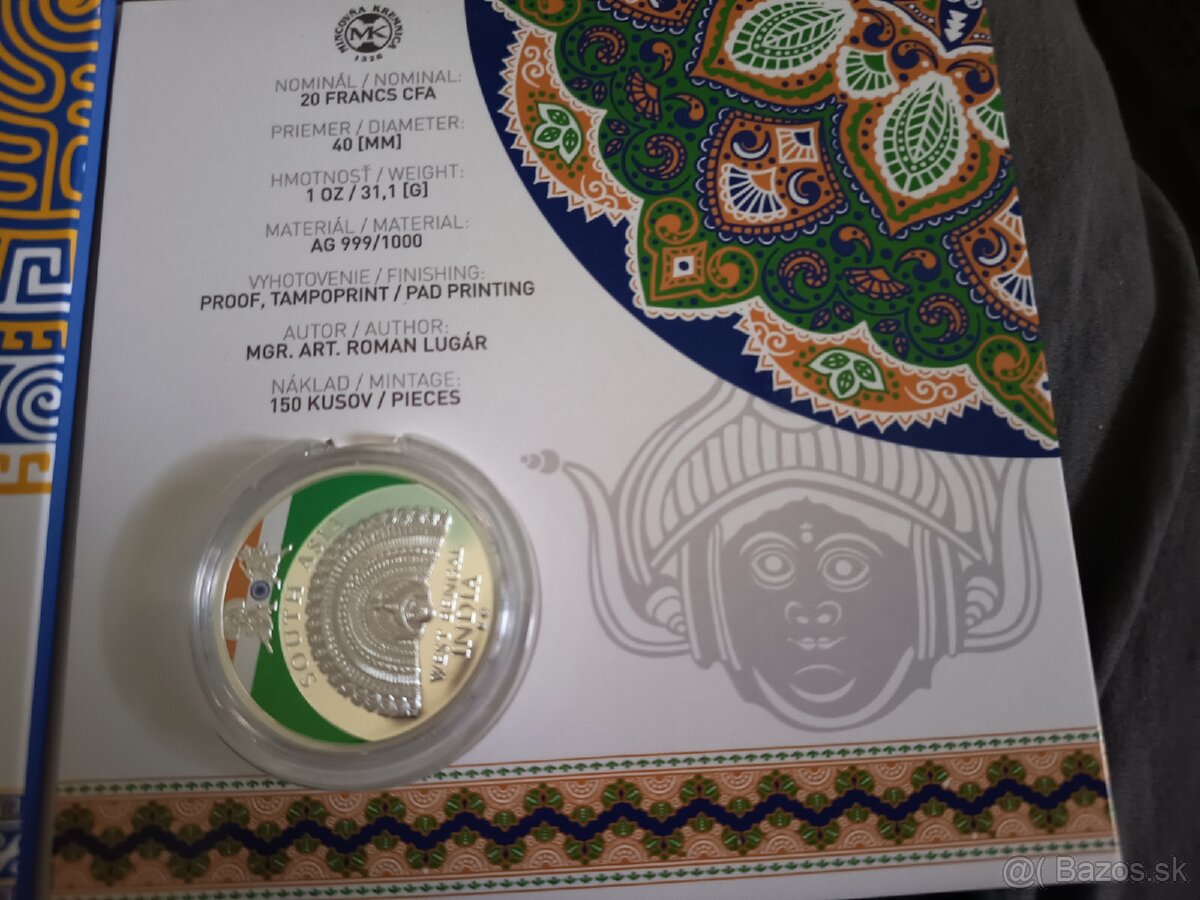 MINCOVŇA KREMNICA
MK
1328
NOMINÁL / NOMINAL:
20 FRANCS CFA
PRIEMER / DIAMETER:
40 [MM]
HMOTNOSŤ / WEIGHT:
1 OZ / 31,1 [G]
MATERIÁL / MATERIAL:
AG 999/1000
VYHOTOVENIE / FINISHING:
PROOF, TAMPOPRINT / PAD PRINTING
AUTOR / AUTHOR:
MGR. ART. ROMAN LUGÁR
NÁKLAD / MINTAGE:
150 KUSOV / PIECES
SOUTH ASIA
WEST BENGAL
INDIA
@( Bazos.sk